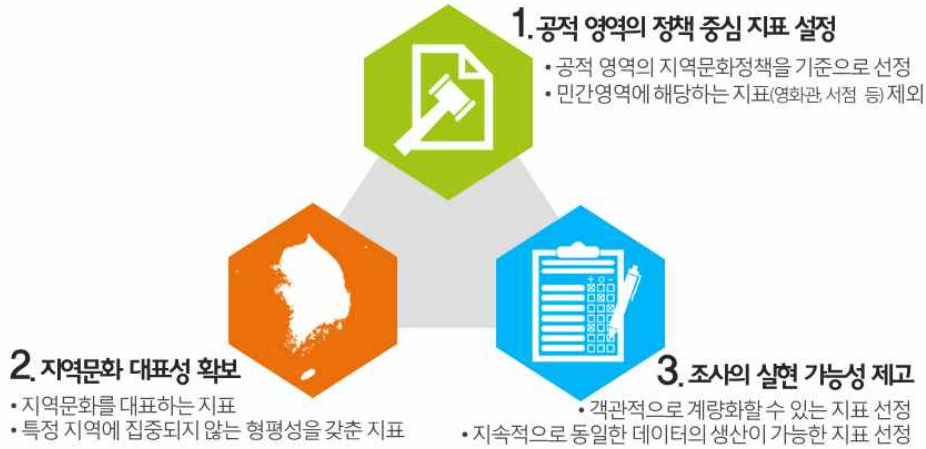 1. 공적 영역의 정책 중심 지표 설정
• 공적 영역의 지역문화정책을 기준으로 선정
• 민간영역에 해당하는 지표(영화관, 서점 등) 제외
2. 지역문화 대표성 확보
• 지역문화를 대표하는 지표
• 특정 지역에 집중되지 않는 형평성을 갖춘 지표
3. 조사의 실현 가능성 제고
• 객관적으로 계량화할 수 있는 지표 선정
• 지속적으로 동일한 데이터의 생산이 가능한 지표 선정